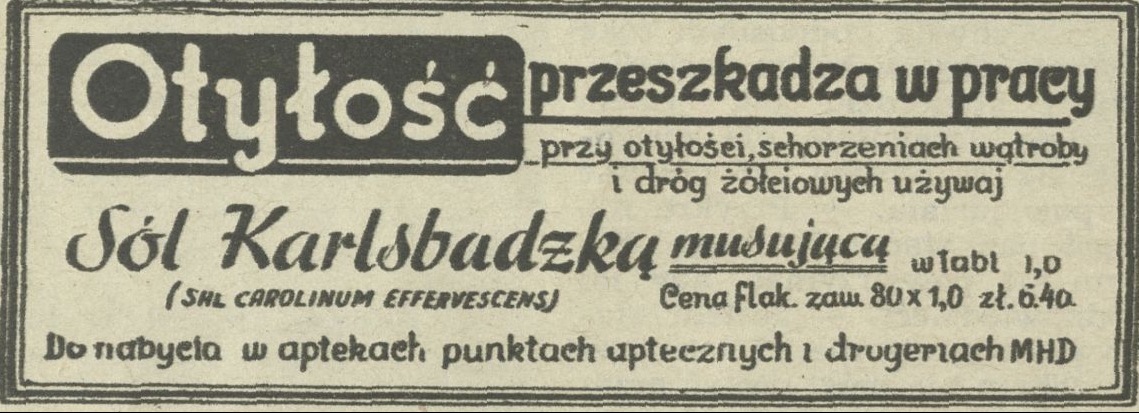 Otyłość przeszkadza w pracy
przy otyłości, schorzeniach wątroby
i dróg żółciowych używaj
Sól Karlsbadzką musującą w tabl 1,0
(SAL CAROLINUM EFFERVESCENS) Cena flak. zaw. 80 x 1,0 zł. 6.40.
Do nabycia w aptekach, punktach aptecznych i drogeriach MHD